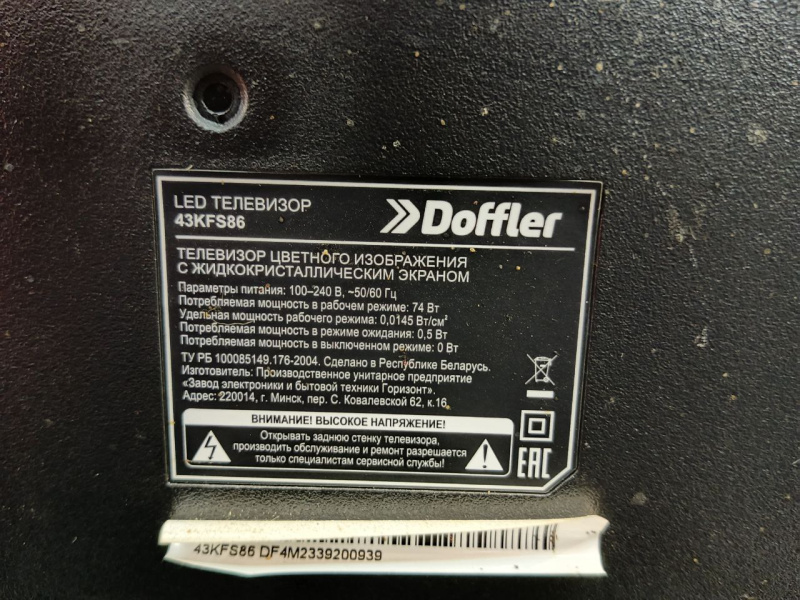 LED ТЕЛЕВИЗОР
43KFS86
Doffler
ТЕЛЕВИЗОР ЦВЕТНОГО ИЗОБРАЖЕНИЯ
С ЖИДКОКРИСТАЛЛИЧЕСКИМ ЭКРАНОМ
Параметры питания: 100–240 В, ~50/60 Гц
Потребляемая мощность в рабочем режиме: 74 Вт
Удельная мощность рабочего режима: 0,0145 Вт/см²
Потребляемая мощность в режиме ожидания: 0,5 Вт
Потребляемая мощность в выключенном режиме: 0 Вт
ТУ РБ 100085149.176-2004. Сделано в Республике Беларусь.
Изготовитель: Производственное унитарное предприятие
«Завод электроники и бытовой техники Горизонт».
Адрес: 220014, г. Минск, пер. С. Ковалевской 62, к.16
ВНИМАНИЕ! ВЫСОКОЕ НАПРЯЖЕНИЕ!
Открывать заднюю стенку телевизора,
производить обслуживание и ремонт разрешается
только специалистам сервисной службы!
EAC
43KFS86 DF4M2339200939